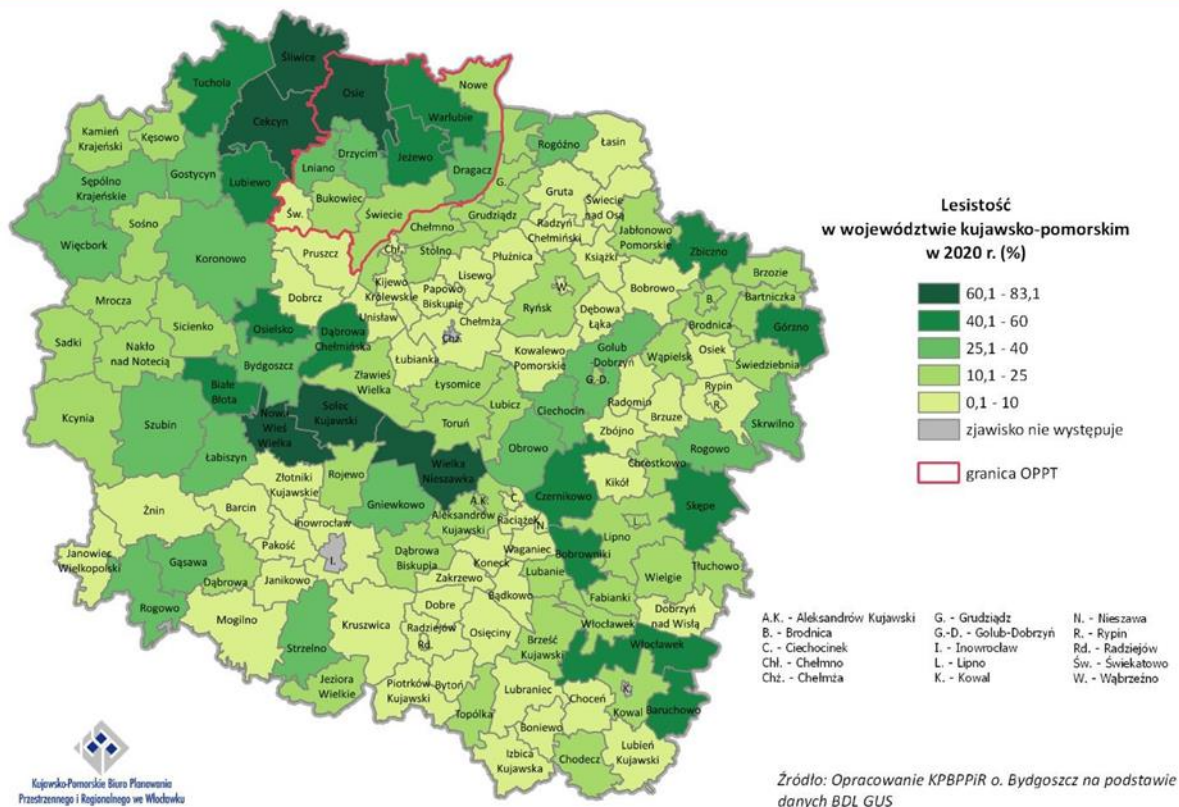 Śliwice
Tuchola
Osie
Nowe
Cekcyn
Warlubie
Kamień
Krajeński
Kęsowo
Rogóźno
Łasin
Drzycim
Jeżewo
Lniano
Dragacz
Gostycyn
Lubiewo
Sępólno
Krajeńskie
G.
Bukowiec
Św.
Świecie
Gruta
Świecie
nad Osą
Grudziądz
Sośno
Chełmno
Radzyń
Chełmiński
Jabłonowo
Pomorskie
Zbiczno
Więcbork
Koronowo
Pruszcz
Chł.
Stolno
Płużnica
Książki
Brzozie
Lisewo
Kijewo
Królewskie
Papowo
Biskupie
W.
Bobrowo
Bartniczka
B.
Mrocza
Dobrcz
Unisław
Ryńsk
Dębowa
Łąka
Brodnica
Górzno
Sicienko
Osielsko
Dąbrowa
Chełmińska
Chełmża
Chż.
Sadki
Nakło
nad Notecią
Łubianka
Kowalewo
Pomorskie
Golub
-Dobrzyń
Wąpielsk
Osiek
Świedziebnia
Bydgoszcz
Zławieś
Wielka
Łysomice
G.-D.
Rypin
R.
Białe
Błota
Radomin
Kcynia
Szubin
Nowa
Wieś
Wielka
Solec
Kujawski
Toruń
Lubicz
Ciechocin
Brzuze
Skrwilno
Zbójno
Obrowo
Rogowo
Łabiszyn
Wielka
Nieszawka
Chrostkowo
Złotniki
Kujawskie
Rojewo
Czernikowo
Kikół
Skępe
Żnin
Barcin
Gniewkowo
A.K.
C.
Aleksandrów
Kujawski
Raciążek
N.
L.
Inowrocław
I.
Lipno
Janowiec
Wielkopolski
Pakość
Waganiec
Bobrowniki
Gąsawa
Dąbrowa
Biskupia
Koneck
Lubanie
Tłuchowo
Dąbrowa
Janikowo
Zakrzewo
Wielgie
Rogowo
Bądkowo
Fabianki
Mogilno
Kruszwica
Dobre
Dobrzyń
nad Wisłą
Radziejów
Rd.
Osięciny
Włocławek
Strzelno
Brześć
Kujawski
Włocławek
Jeziora
Wielkie
Piotrków
Kujawski
Bytoń
Lubraniec
Choceń
K.
Kowal
Baruchowo
Topólka
Boniewo
Izbica
Kujawska
Chodecz
Lubień
Kujawski
Lesistość
w województwie kujawsko-pomorskim
w 2020 r. (%)
60,1 - 83,1
40,1 - 60
25,1 - 40
10,1 - 25
0,1 - 10
zjawisko nie występuje
granica OPPT
A.K. - Aleksandrów Kujawski
B. - Brodnica
C. - Ciechocinek
Chł. - Chełmno
Chż. - Chełmża
G. - Grudziądz
G.-D. - Golub-Dobrzyń
I. - Inowrocław
L. - Lipno
K. - Kowal
N. - Nieszawa
R. - Rypin
Rd. - Radziejów
Św. - Świekatowo
W. - Wąbrzeźno
Kujawsko-Pomorskie Biuro Planowania
Przestrzennego i Regionalnego we Włocławku
Źródło: Opracowanie KPBPPiR o. Bydgoszcz na podstawie
danych BDL GUS